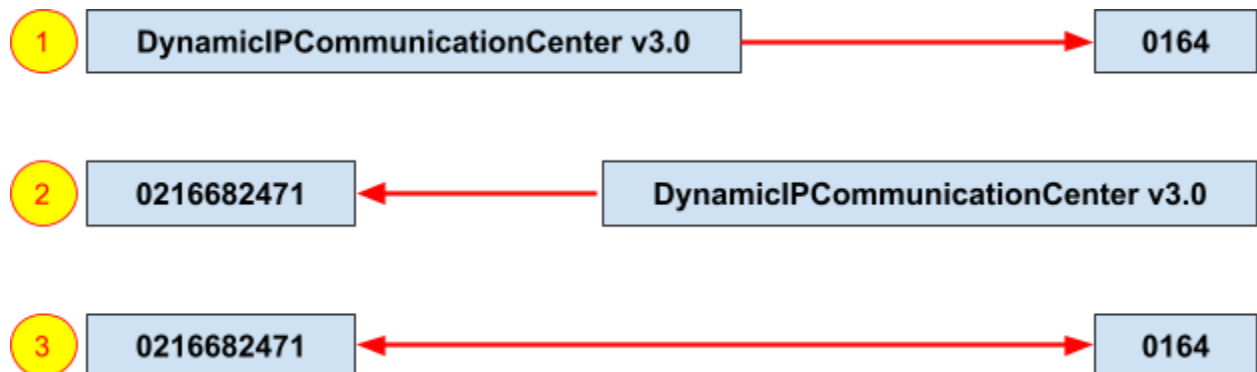 1 DynamicIPCommunicationCenter v3.0 0164
2 0216682471 DynamicIPCommunicationCenter v3.0
3 0216682471 0164